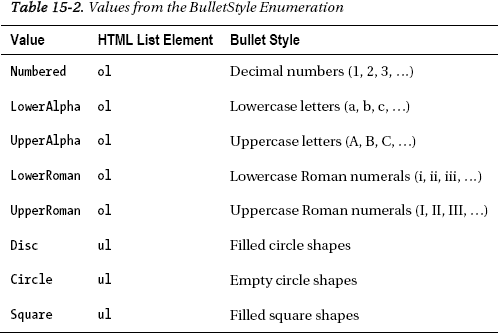 Table 15-2. Values from the BulletStyle Enumeration
Value HTML List Element Bullet Style
Numbered ol Decimal numbers (1, 2, 3, …)
LowerAlpha ol Lowercase letters (a, b, c, …)
UpperAlpha ol Uppercase letters (A, B, C, …)
LowerRoman ol Lowercase Roman numerals (i, ii, iii, …)
UpperRoman ol Uppercase Roman numerals (I, II, III, …)
Disc ul Filled circle shapes
Circle ul Empty circle shapes
Square ul Filled square shapes